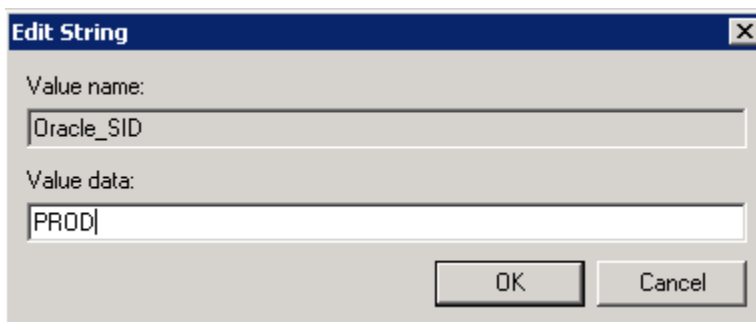 Edit String
Value name:
Oracle_SID
Value data:
PROD
OK Cancel